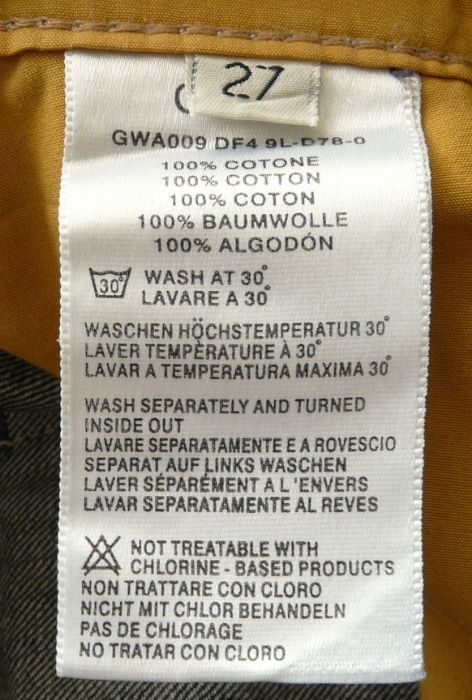 27
GWA009 DF4 9L-D78-0
100% COTONE
100% COTTON
100% COTON
100% BAUMWOLLE
100% ALGODÓN
30° WASH AT 30°
LAVARE A 30°
WASCHEN HÖCHSTEMPERATUR 30°
LAVER TEMPÈRATURE À 30°
LAVAR A TEMPERATURA MAXIMA 30°
WASH SEPARATELY AND TURNED
INSIDE OUT
LAVARE SEPARATAMENTE E A ROVESCIO
SEPARAT AUF LINKS WASCHEN
LAVER SÉPARÉMENT A L'ENVERS
LAVAR SEPARATAMENTE AL REVES
NOT TREATABLE WITH
CHLORINE - BASED PRODUCTS
NON TRATTARE CON CLORO
NICHT MIT CHLOR BEHANDELN
PAS DE CHLORAGE
NO TRATAR CON CLORO